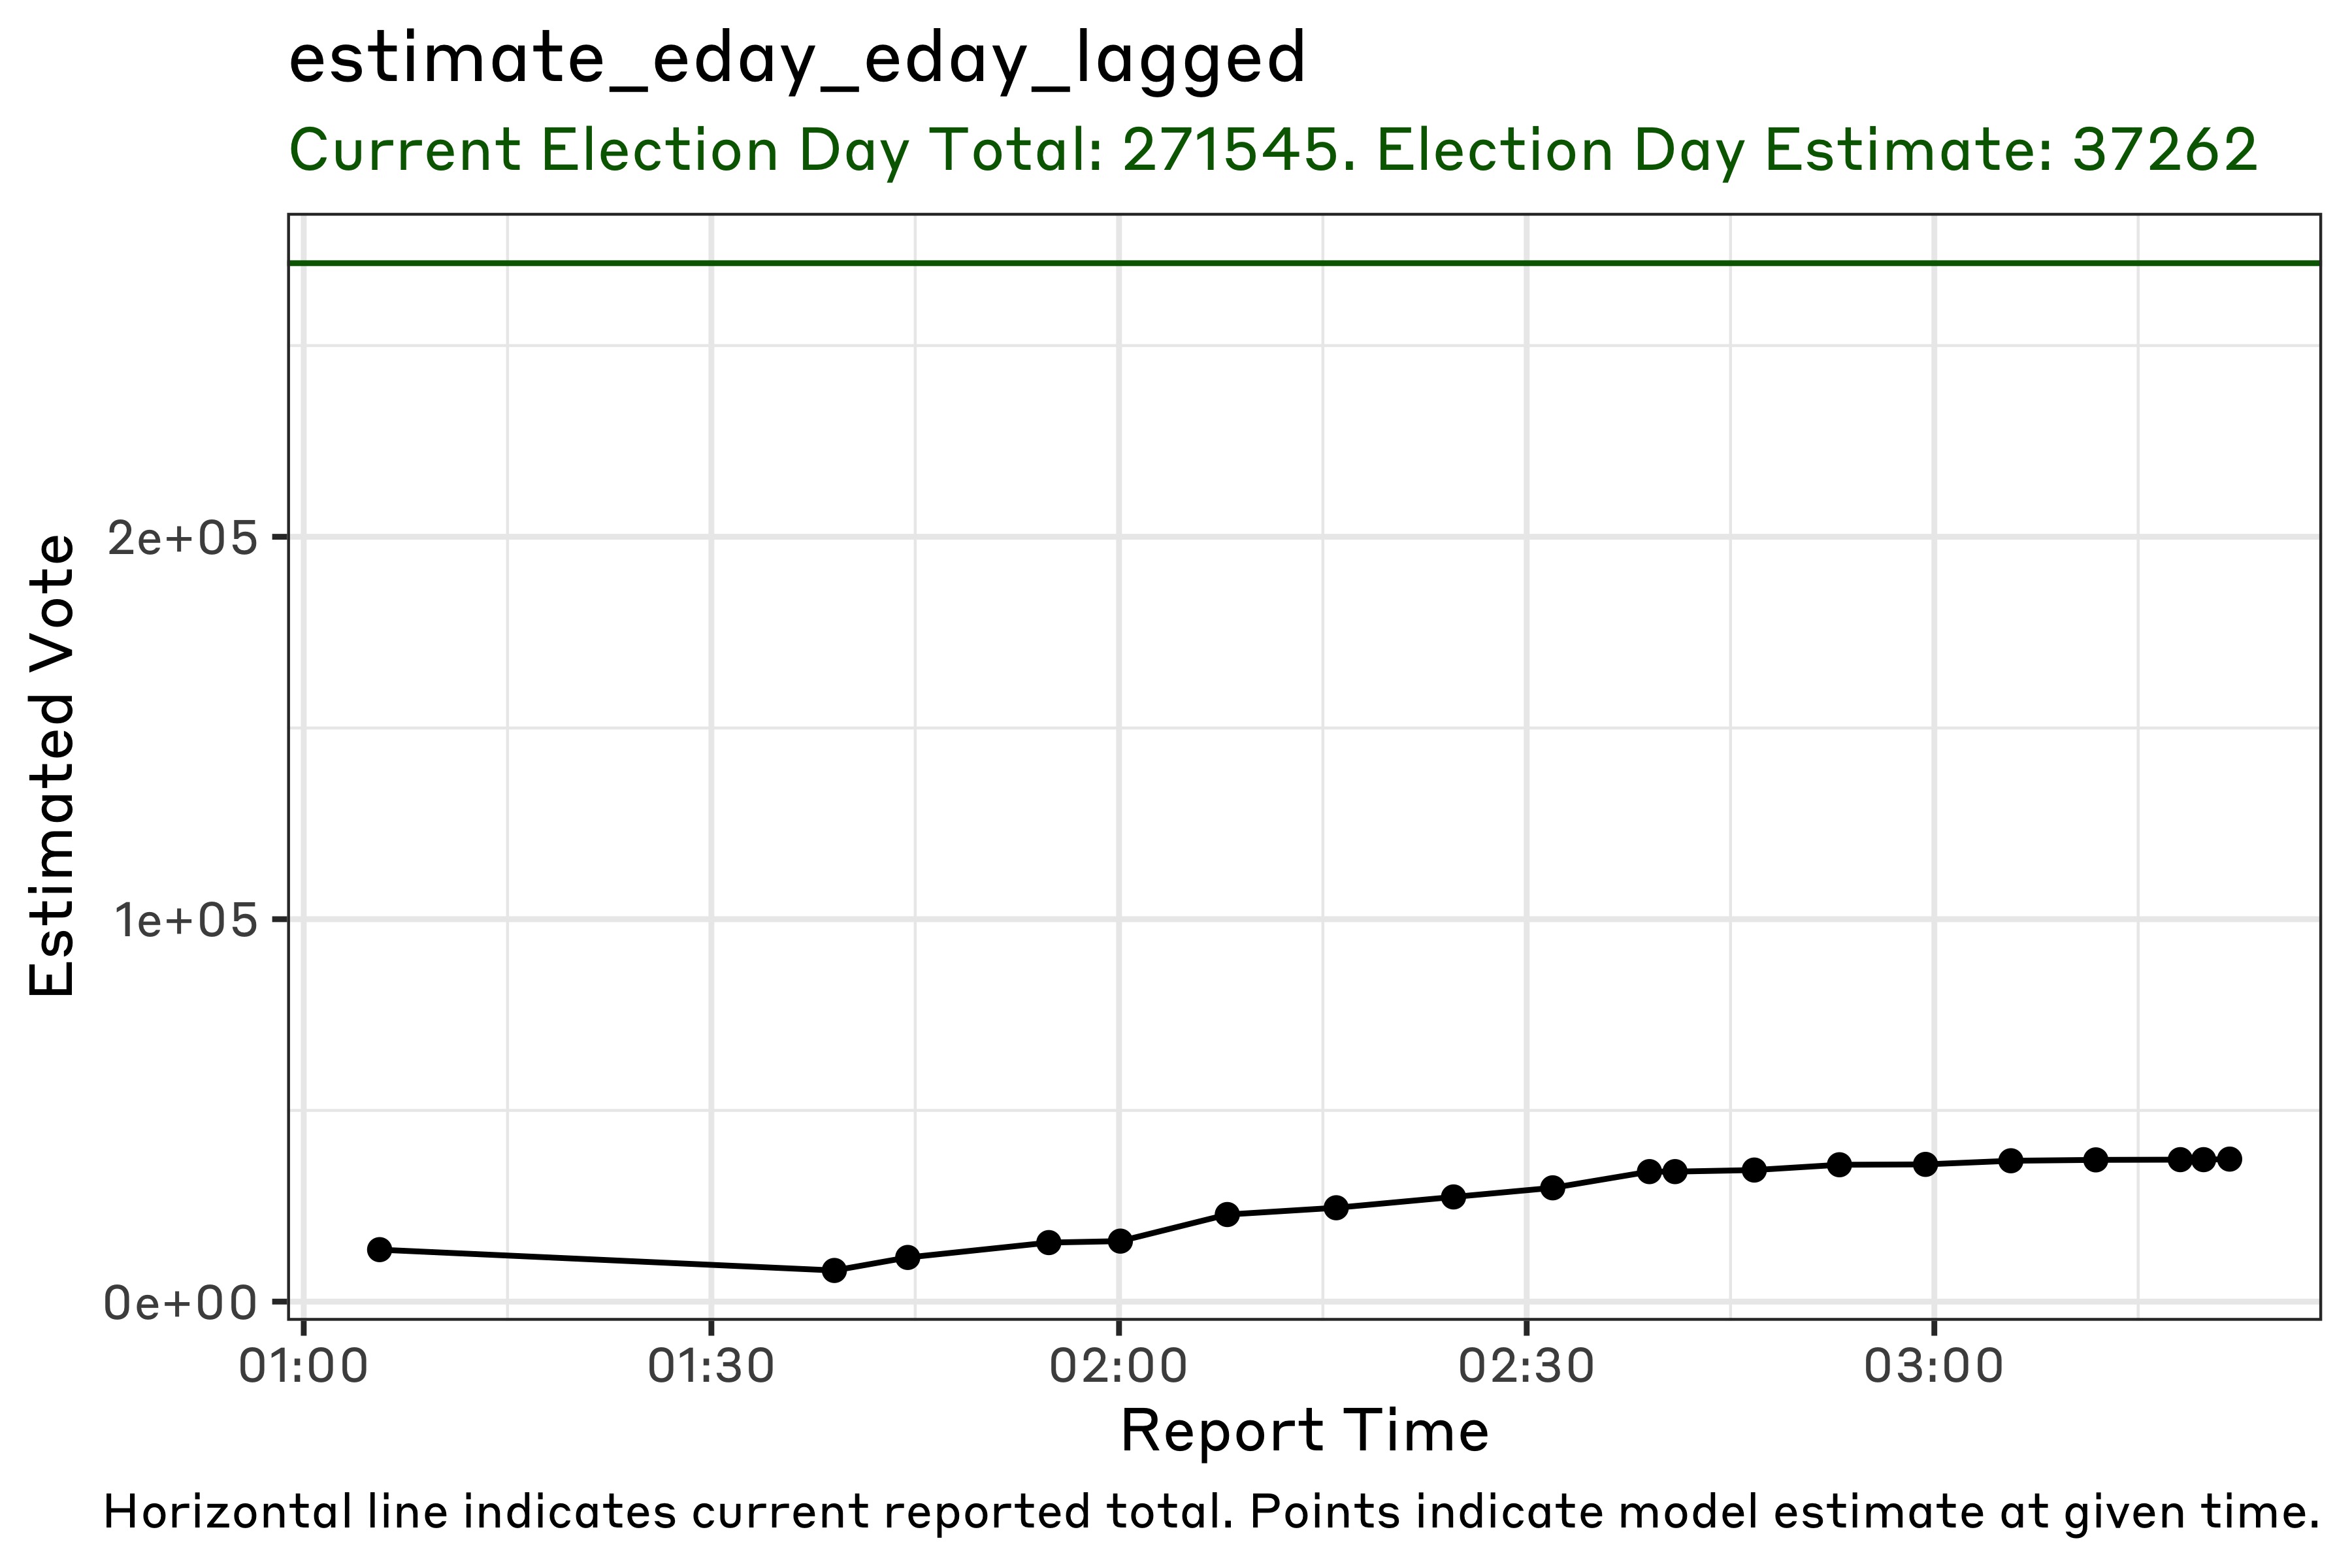 estimate_eday_eday_lagged
Current Election Day Total: 271545. Election Day Estimate: 37262
Estimated Vote
2e+05
1e+05
0e+00
01:00 01:30 02:00 02:30 03:00
Report Time
Horizontal line indicates current reported total. Points indicate model estimate at given time.